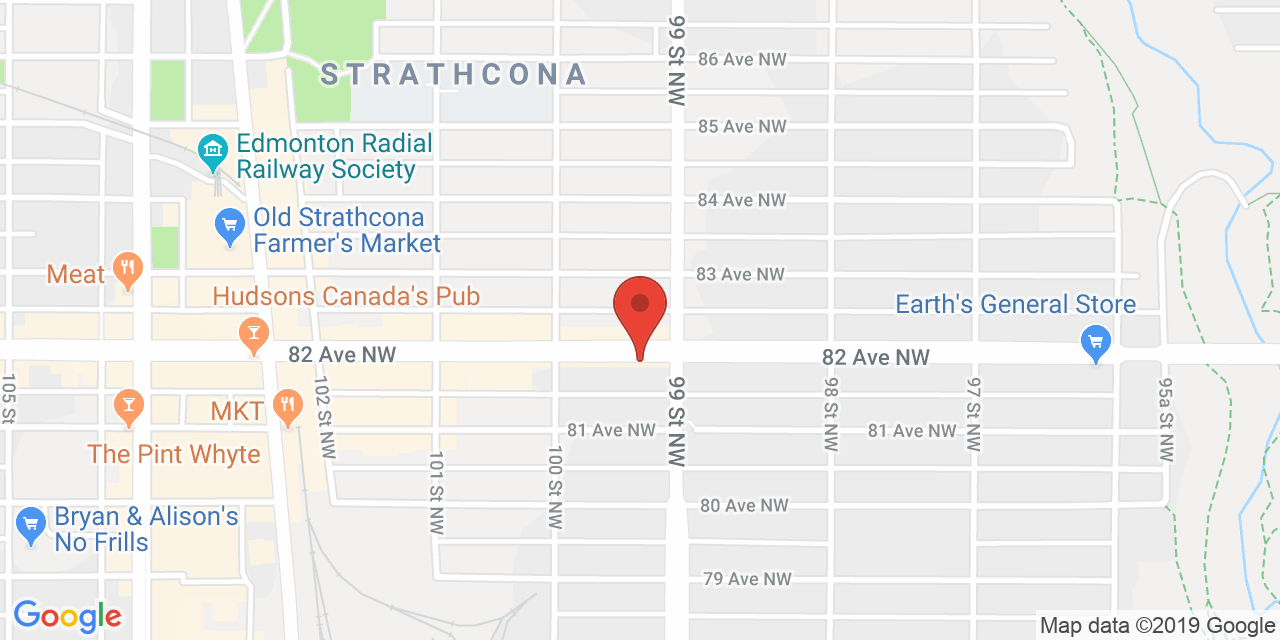 99 St NW
86 Ave NW
STRATHCONA
85 Ave NW
Edmonton Radial
Railway Society
84 Ave NW
Old Strathcona
Farmer's Market
Meat
83 Ave NW
Hudsons Canada's Pub
Earth's General Store
82 Ave NW
82 Ave NW
105 St
102 St NW
99 St NW
98 St NW
97 St NW
95a St NW
MKT
81 Ave NW
81 Ave NW
The Pint Whyte
101 St NW
100 St NW
80 Ave NW
Bryan & Alison's
No Frills
79 Ave NW
Google
Map data ©2019 Google